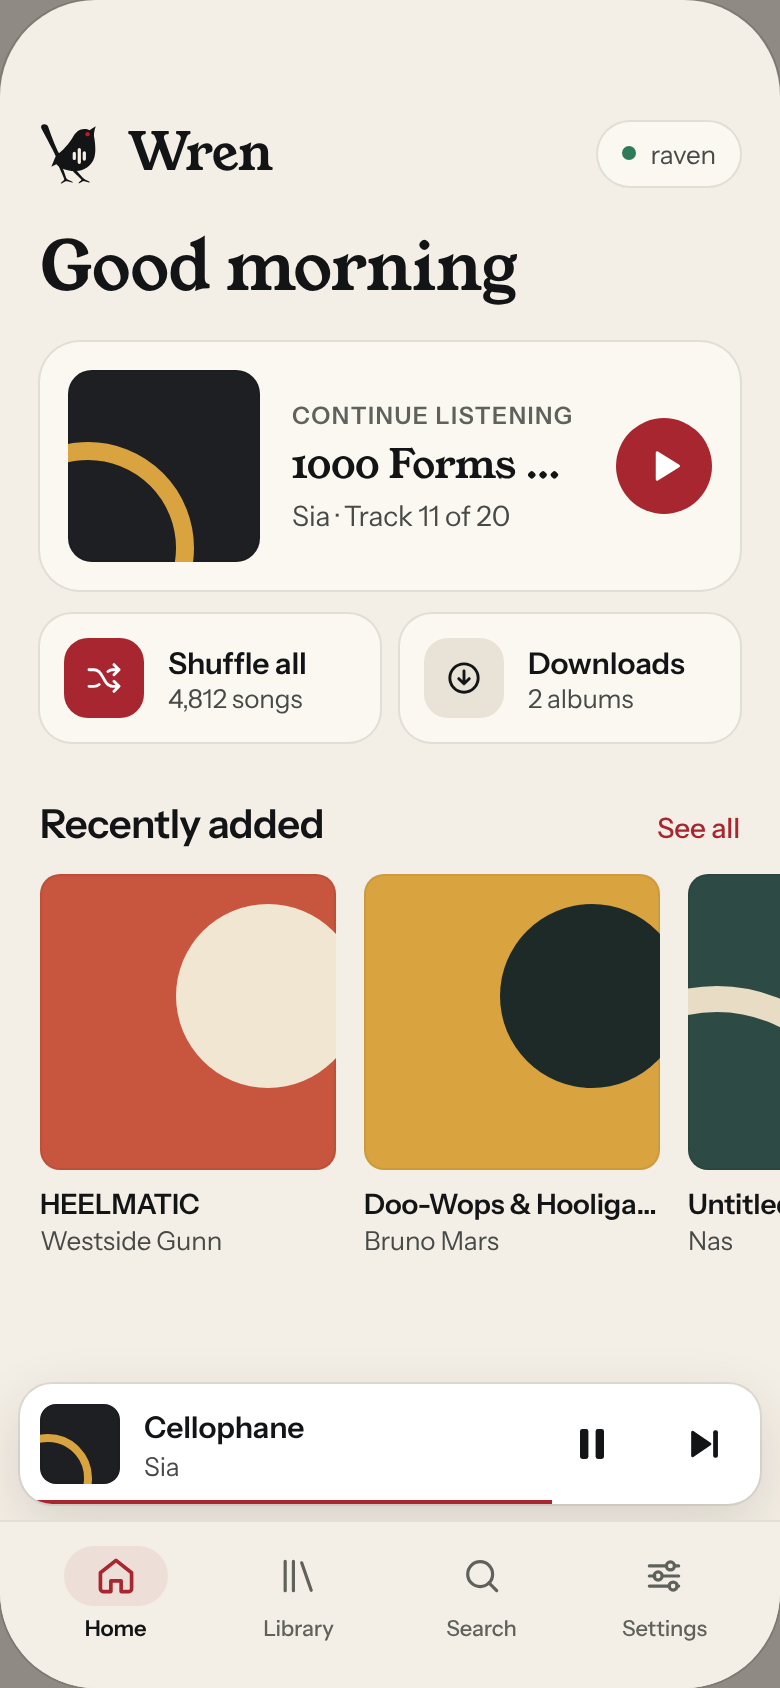 Wren
raven
Good morning
CONTINUE LISTENING
1000 Forms ...
Sia · Track 11 of 20
Shuffle all
4,812 songs
Downloads
2 albums
Recently added
See all
HEELMATIC
Westside Gunn
Doo-Wops & Hooliga...
Bruno Mars
Untitled
Nas
Cellophane
Sia
Home
Library
Search
Settings